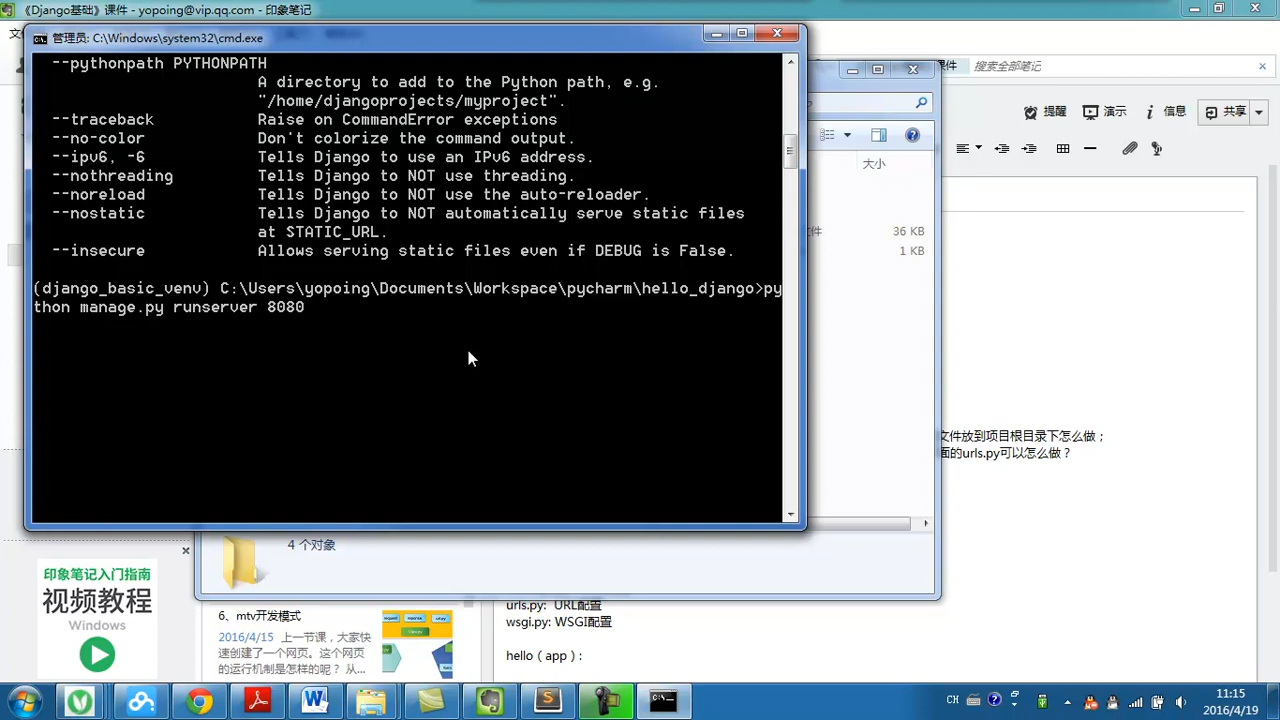 《Django基础》课件 - yopoing@vip.qq.com - 印象笔记
管理员: C:\Windows\system32\cmd.exe
--pythonpath PYTHONPATH
A directory to add to the Python path, e.g.
"/home/djangoprojects/myproject".
--traceback Raise on CommandError exceptions
--no-color Don't colorize the command output.
--ipv6, -6 Tells Django to use an IPv6 address.
--nothreading Tells Django to NOT use threading.
--noreload Tells Django to NOT use the auto-reloader.
--nostatic Tells Django to NOT automatically serve static files
at STATIC_URL.
--insecure Allows serving static files even if DEBUG is False.
(django_basic_venv) C:\Users\yopoing\Documents\Workspace\pycharm\hello_django>py
thon manage.py runserver 8080
件 搜索全部笔记
提醒 演示 信息 共享
大小
件 36 KB
1 KB
文件放到项目根目录下怎么做；
面的urls.py可以怎么做？
4 个对象
印象笔记入门指南
视频教程
Windows
6、mtv开发模式
2016/4/15 上一节课，大家快
速创建了一个网页。这个网页
的运行机制是怎样的呢？ 从...
urls.py: URL配置
wsgi.py: WSGI配置
hello（app）:
CH
11:15
2016/4/19